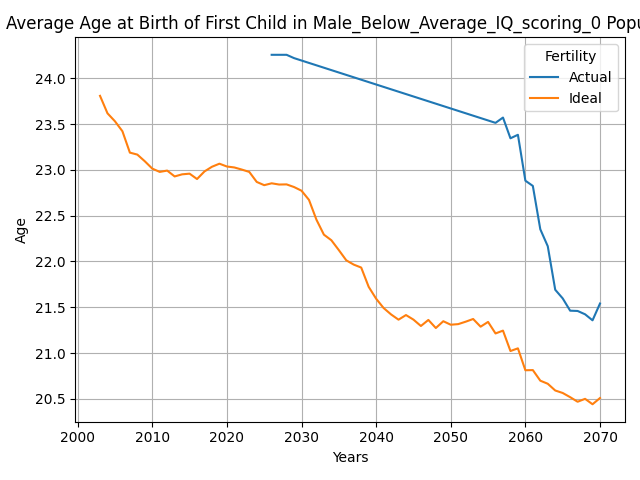 Average Age at Birth of First Child in Male_Below_Average_IQ_scoring_0 Popu
Fertility
Actual
Ideal
24.0
23.5
23.0
22.5
22.0
21.5
21.0
20.5
Age
2000 2010 2020 2030 2040 2050 2060 2070
Years